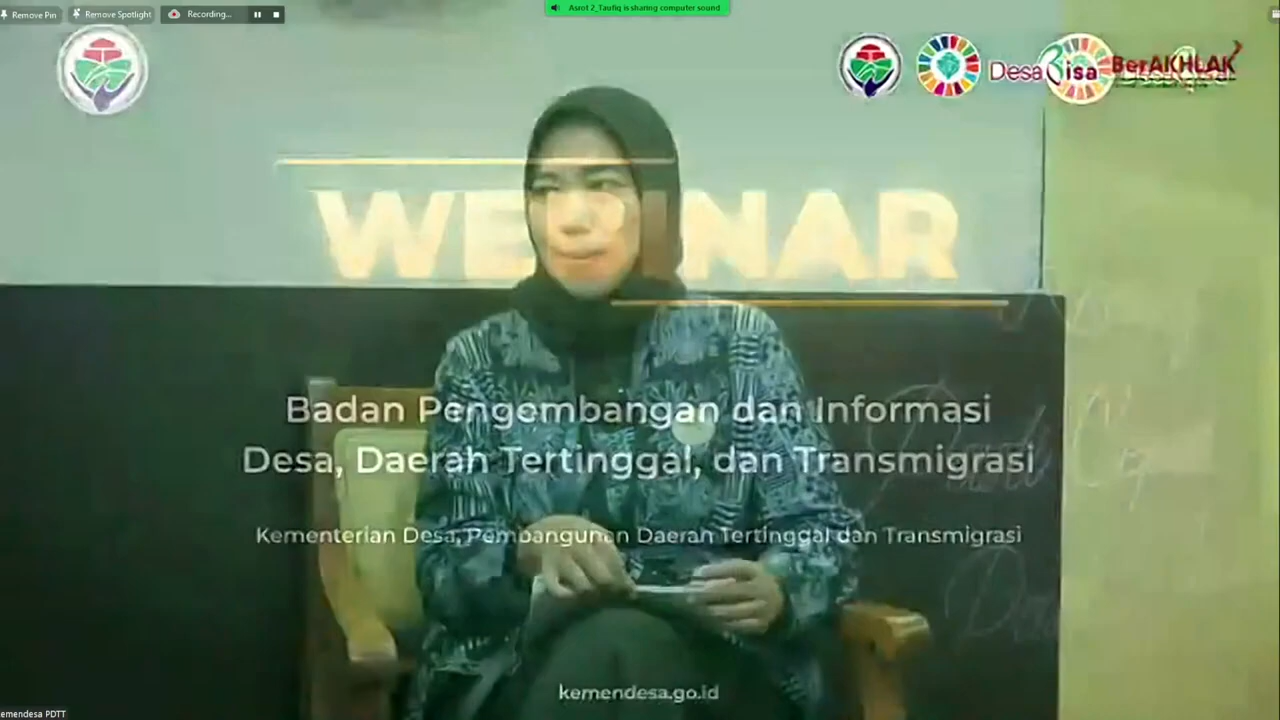 Remove Pin
Remove Spotlight
Recording...
Asrot 2_Taufiq is sharing computer sound
Desa Bisa
BerAKHLAK
WEBINAR
Badan Pengembangan dan Informasi
Desa, Daerah Tertinggal, dan Transmigrasi
Kementerian Desa, Pembangunan Daerah Tertinggal dan Transmigrasi
kemendesa.go.id
emendesa PDTT